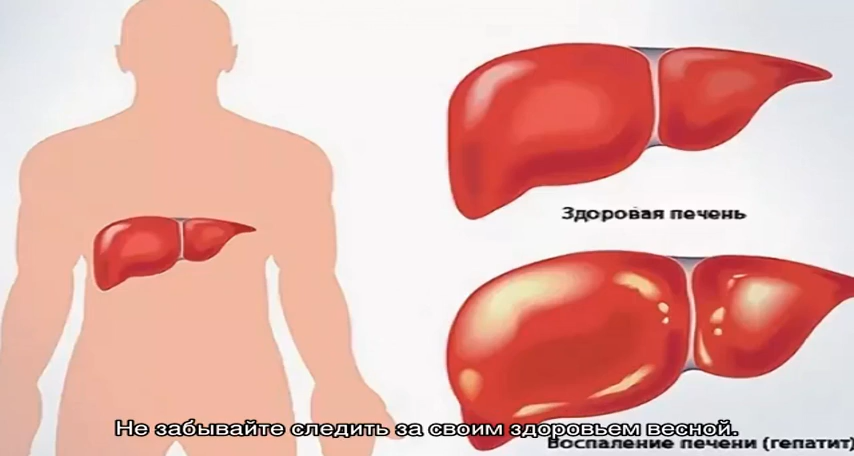 Здоровая печень
Не забывайте следить за своим здоровьем весной.
Воспаление печени (гепатит)